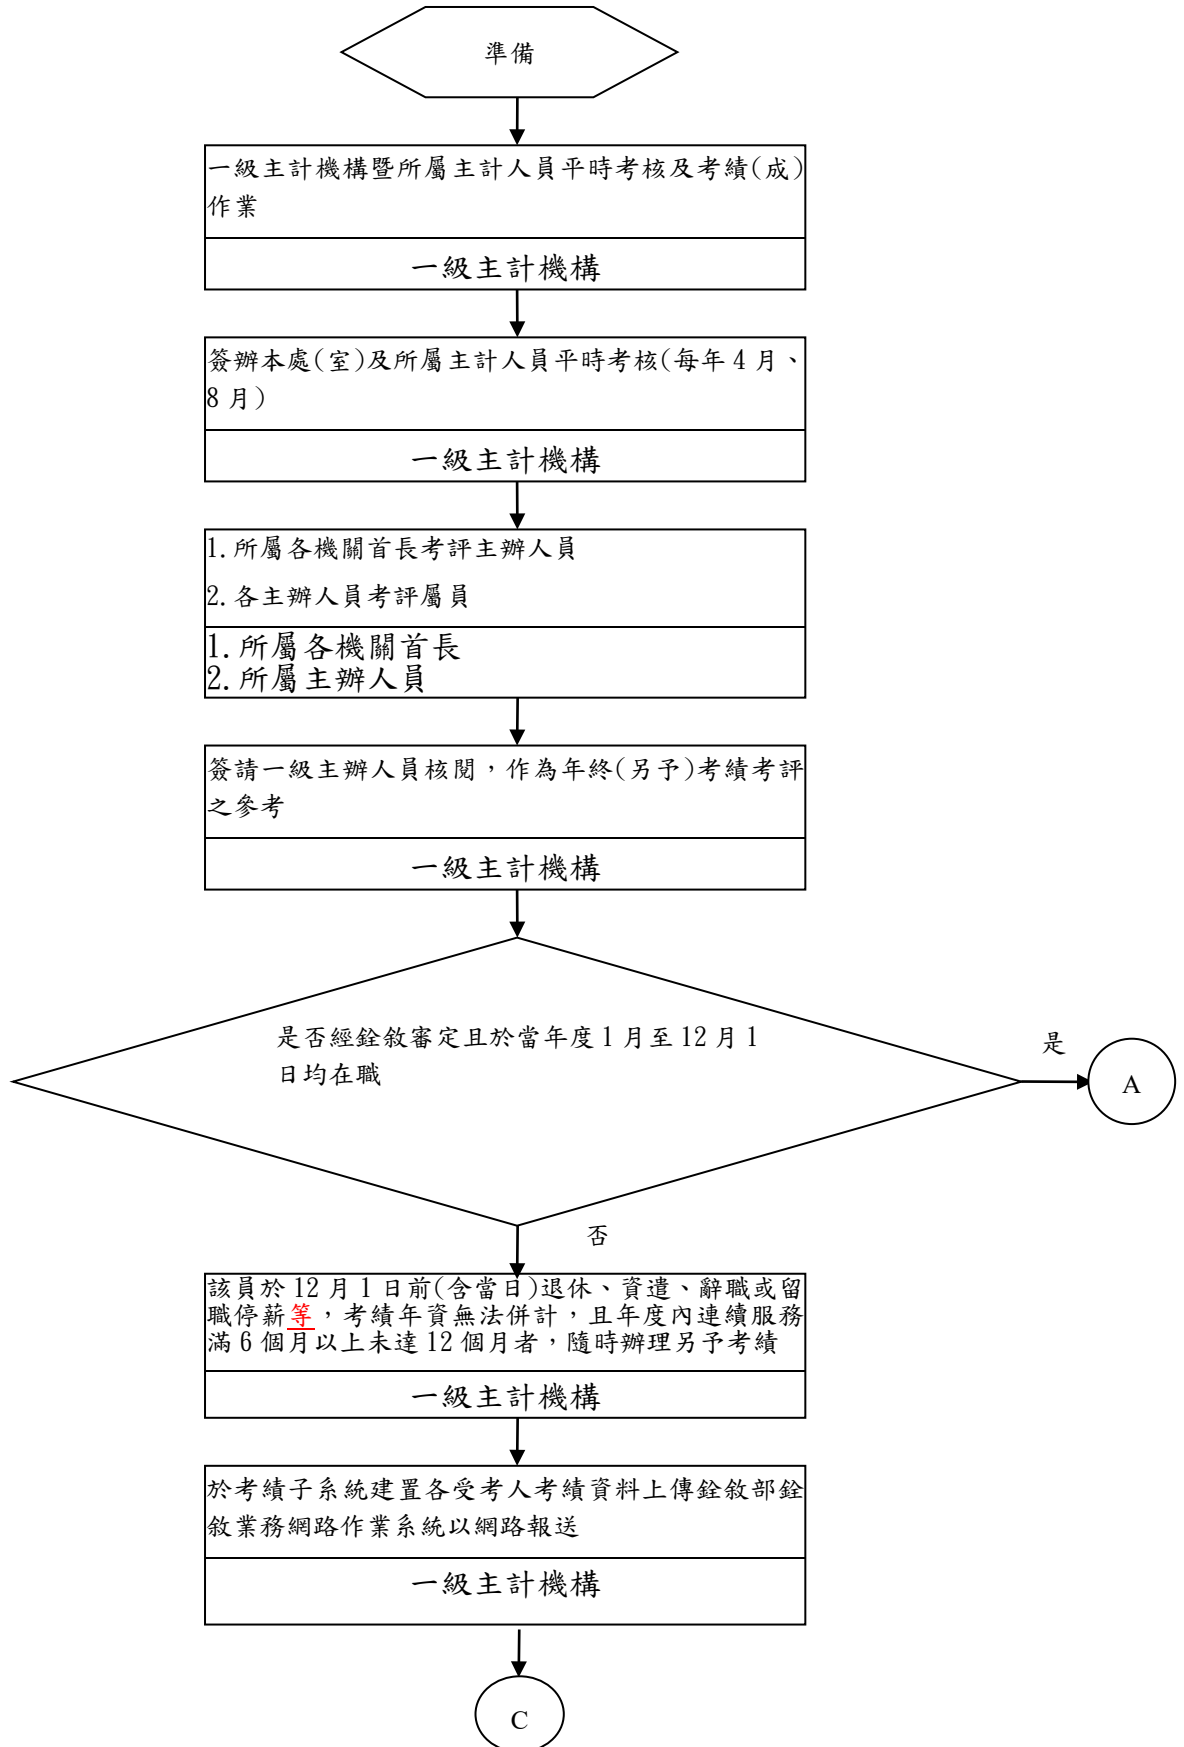 準備
一級主計機構暨所屬主計人員平時考核及考績(成)
作業
一級主計機構
簽辦本處(室)及所屬主計人員平時考核(每年 4 月、
8 月)
一級主計機構
1.所屬各機關首長考評主辦人員
2.各主辦人員考評屬員
1.所屬各機關首長
2.所屬主辦人員
簽請一級主辦人員核閱，作為年終(另予)考績考評
之參考
一級主計機構
是否經銓敘審定且於當年度 1 月至 12 月 1
日均在職
是
A
否
該員於 12 月 1 日前(含當日)退休、資遣、辭職或留
職停薪等，考績年資無法併計，且年度內連續服務
滿 6 個月以上未達 12 個月者，隨時辦理另予考績
一級主計機構
於考績子系統建置各受考人考績資料上傳銓敘部銓
敘業務網路作業系統以網路報送
一級主計機構
C